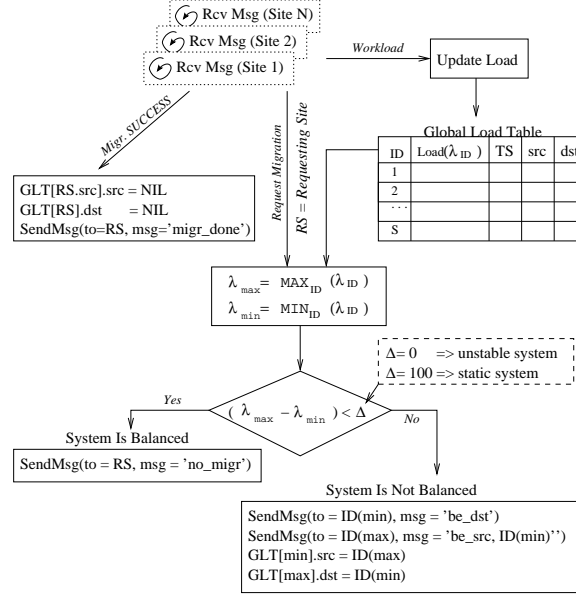 Rcv Msg (Site N)
Rcv Msg (Site 2)
Rcv Msg (Site 1)
Workload
Update Load
Migr. SUCCESS
Request Migration
RS = Requesting Site
Global Load Table
ID Load(λ ID ) TS src dst
1
2
...
S
GLT[RS.src].src = NIL
GLT[RS].dst = NIL
SendMsg(to=RS, msg='migr_done')
λ max = MAX ID (λ ID )
λ min = MIN ID (λ ID )
Δ= 0 => unstable system
Δ= 100 => static system
( λ max − λ min ) < Δ
Yes
No
System Is Balanced
SendMsg(to = RS, msg = 'no_migr')
System Is Not Balanced
SendMsg(to = ID(min), msg = 'be_dst')
SendMsg(to = ID(max), msg = 'be_src, ID(min)'')
GLT[min].src = ID(max)
GLT[max].dst = ID(min)